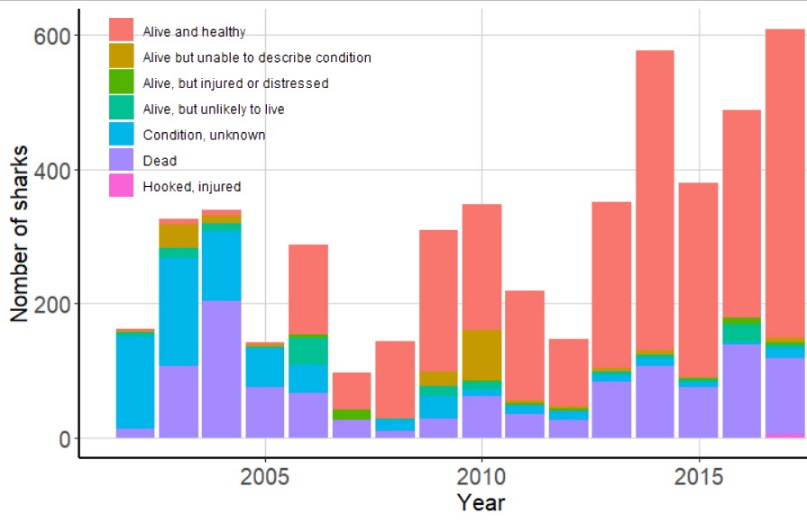 Alive and healthy
Alive but unable to describe condition
Alive, but injured or distressed
Alive, but unlikely to live
Condition, unknown
Dead
Hooked, injured
Nomber of sharks
600
400
200
0
2005
2010
2015
Year